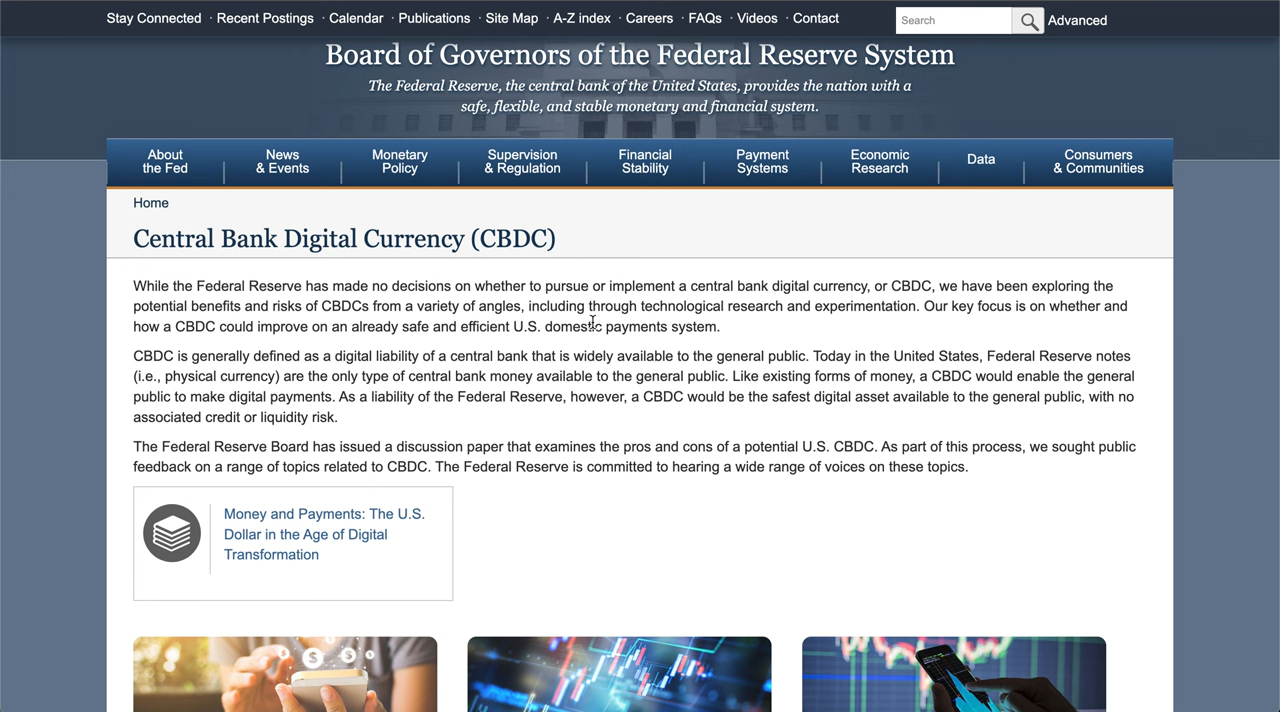 Stay Connected · Recent Postings · Calendar · Publications · Site Map · A-Z index · Careers · FAQs · Videos · Contact
Search
Advanced
Board of Governors of the Federal Reserve System
The Federal Reserve, the central bank of the United States, provides the nation with a
safe, flexible, and stable monetary and financial system.
About
the Fed
News
& Events
Monetary
Policy
Supervision
& Regulation
Financial
Stability
Payment
Systems
Economic
Research
Data
Consumers
& Communities
Home
Central Bank Digital Currency (CBDC)
While the Federal Reserve has made no decisions on whether to pursue or implement a central bank digital currency, or CBDC, we have been exploring the
potential benefits and risks of CBDCs from a variety of angles, including through technological research and experimentation. Our key focus is on whether and
how a CBDC could improve on an already safe and efficient U.S. domestic payments system.
CBDC is generally defined as a digital liability of a central bank that is widely available to the general public. Today in the United States, Federal Reserve notes
(i.e., physical currency) are the only type of central bank money available to the general public. Like existing forms of money, a CBDC would enable the general
public to make digital payments. As a liability of the Federal Reserve, however, a CBDC would be the safest digital asset available to the general public, with no
associated credit or liquidity risk.
The Federal Reserve Board has issued a discussion paper that examines the pros and cons of a potential U.S. CBDC. As part of this process, we sought public
feedback on a range of topics related to CBDC. The Federal Reserve is committed to hearing a wide range of voices on these topics.
Money and Payments: The U.S.
Dollar in the Age of Digital
Transformation